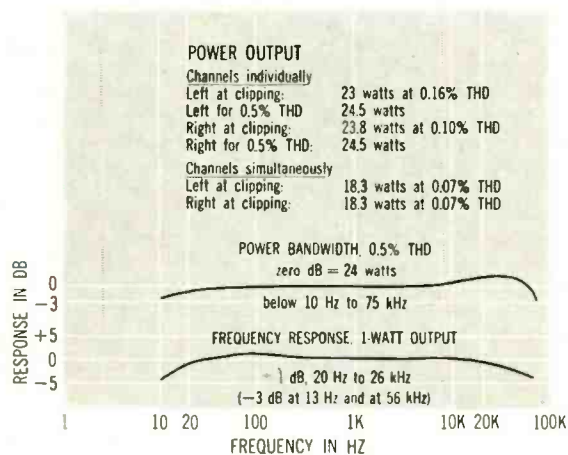 POWER OUTPUT
Channels individually
Left at clipping: 23 watts at 0.16% THD
Left for 0.5% THD 24.5 watts
Right at clipping: 23.8 watts at 0.10% THD
Right for 0.5% THD: 24.5 watts
Channels simultaneously
Left at clipping: 18.3 watts at 0.07% THD
Right at clipping: 18.3 watts at 0.07% THD
POWER BANDWIDTH, 0.5% THD
zero dB = 24 watts
below 10 Hz to 75 kHz
FREQUENCY RESPONSE, 1-WATT OUTPUT
1 dB, 20 Hz to 26 kHz
(−3 dB at 13 Hz and at 56 kHz)
RESPONSE IN DB
0
−3
+5
0
−5
1 10 20 100 1K 10K 20K 100K
FREQUENCY IN HZ